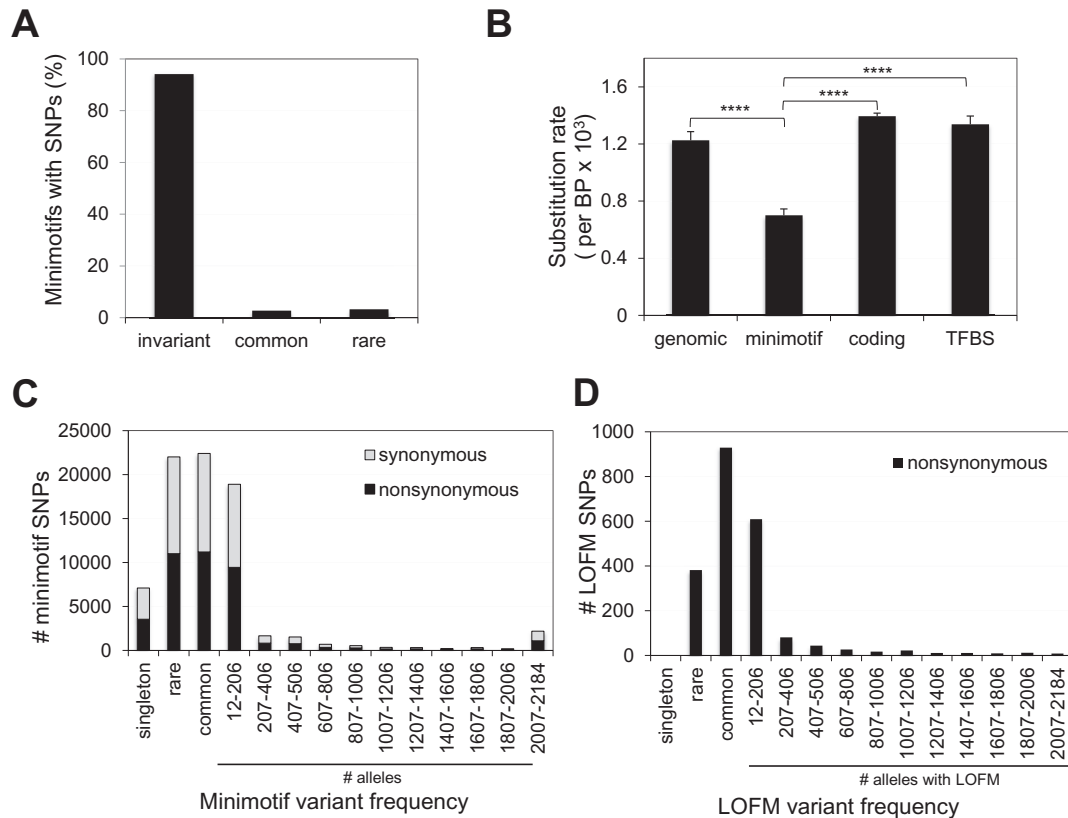 A
Minimotifs with SNPs (%)
100
80
60
40
20
0
invariant
common
rare
B
Substitution rate
( per BP x 10³)
1.6
1.2
0.8
0.4
0
****
****
****
genomic
minimotif
coding
TFBS
C
# minimotif SNPs
25000
20000
15000
10000
5000
0
synonymous
nonsynonymous
singleton
rare
common
12-206
207-406
407-506
607-806
807-1006
1007-1206
1207-1406
1407-1606
1607-1806
1807-2006
2007-2184
# alleles
Minimotif variant frequency
D
# LOFM SNPs
1000
800
600
400
200
0
nonsynonymous
singleton
rare
common
12-206
207-406
407-506
607-806
807-1006
1007-1206
1207-1406
1407-1606
1607-1806
1807-2006
2007-2184
# alleles with LOFM
LOFM variant frequency